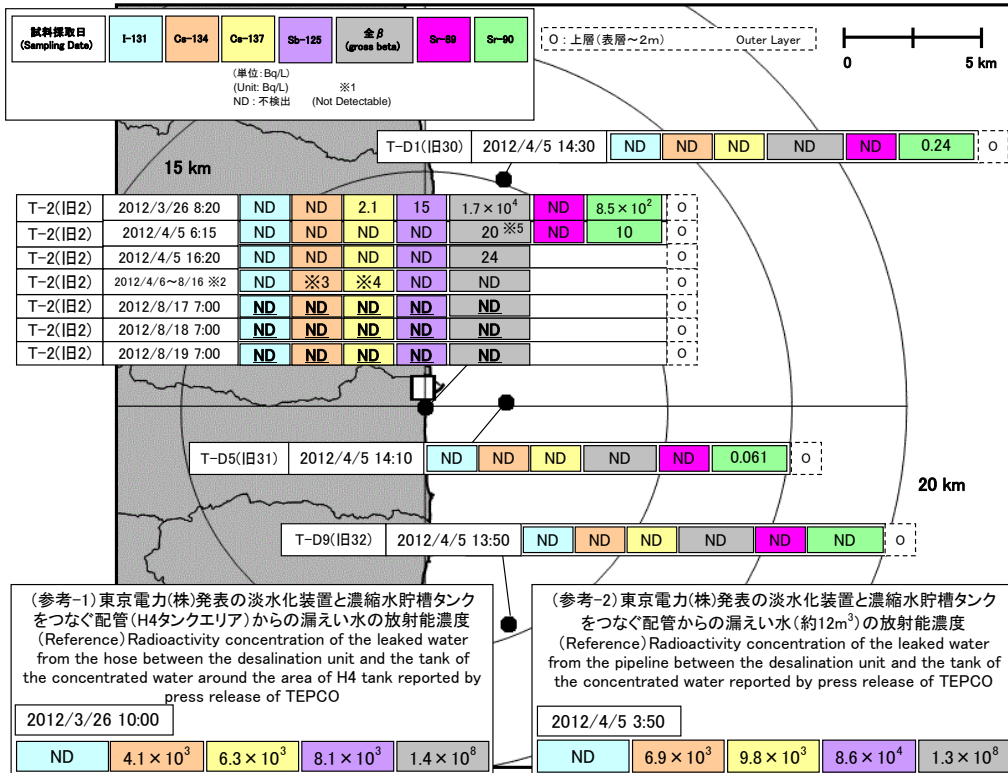 試料採取日 I-131 Cs-134 Cs-137 Sb-125 全β Sr-89 Sr-90
(Sampling Date) (gross beta)
(単位:Bq/L)
(Unit: Bq/L) ※1
ND : 不検出 (Not Detectable)
O : 上層(表層～2m) Outer Layer
0 5 km
T-D1(旧30) 2012/4/5 14:30 ND ND ND ND ND 0.24 O
15 km
T-2(旧2) 2012/3/26 8:20 ND ND 2.1 15 1.7×10⁴ ND 8.5×10² O
T-2(旧2) 2012/4/5 6:15 ND ND ND ND 20 ※5 ND 10 O
T-2(旧2) 2012/4/5 16:20 ND ND ND ND 24 O
T-2(旧2) 2012/4/6～8/16 ※2 ND ※3 ※4 ND ND O
T-2(旧2) 2012/8/17 7:00 ND ND ND ND ND O
T-2(旧2) 2012/8/18 7:00 ND ND ND ND ND O
T-2(旧2) 2012/8/19 7:00 ND ND ND ND ND O
T-D5(旧31) 2012/4/5 14:10 ND ND ND ND ND 0.061 O
20 km
T-D9(旧32) 2012/4/5 13:50 ND ND ND ND ND ND O
(参考-1)東京電力(株)発表の淡水化装置と濃縮水貯槽タンク
をつなぐ配管(H4タンクエリア)からの漏えい水の放射能濃度
(Reference) Radioactivity concentration of the leaked water
from the hose between the desalination unit and the tank of
the concentrated water around the area of H4 tank reported by
press release of TEPCO
2012/3/26 10:00
ND 4.1×10³ 6.3×10³ 8.1×10³ 1.4×10⁸
(参考-2)東京電力(株)発表の淡水化装置と濃縮水貯槽タンク
をつなぐ配管からの漏えい水(約12m³)の放射能濃度
(Reference) Radioactivity concentration of the leaked water
from the pipeline between the desalination unit and the tank of
the concentrated water reported by press release of TEPCO
2012/4/5 3:50
ND 6.9×10³ 9.8×10³ 8.6×10⁴ 1.3×10⁸